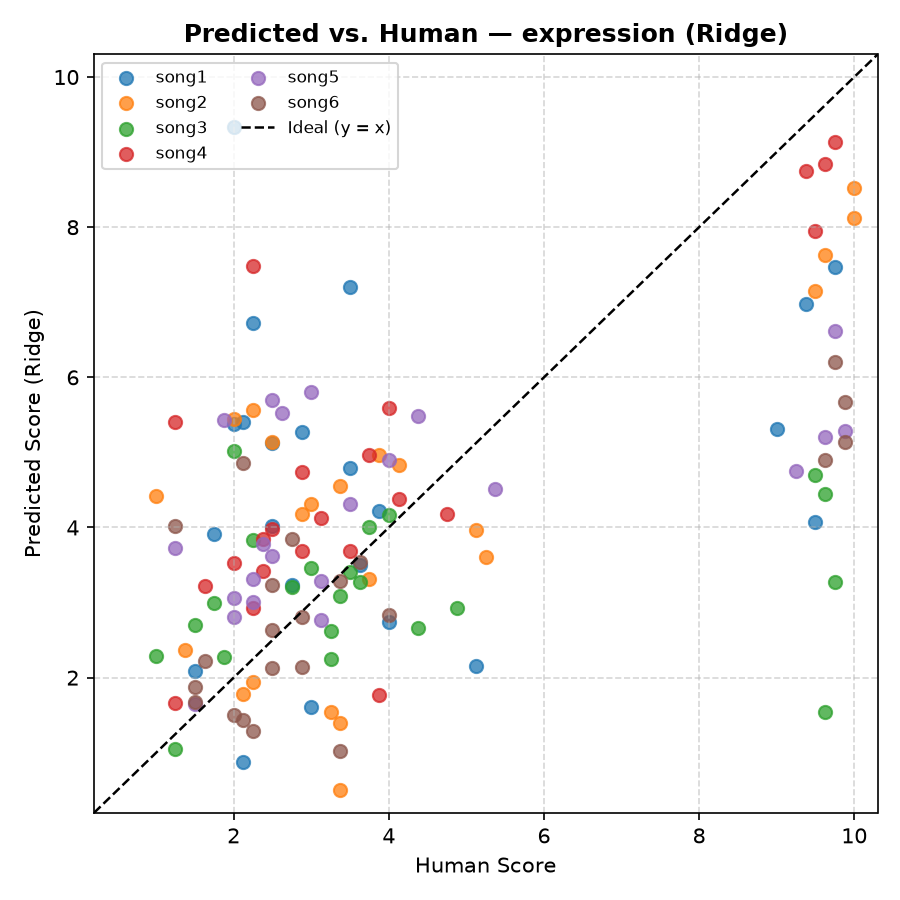 Predicted vs. Human — expression (Ridge)
song1
song2
song3
song4
song5
song6
Ideal (y = x)
10
8
6
4
2
Predicted Score (Ridge)
2
4
6
8
10
Human Score